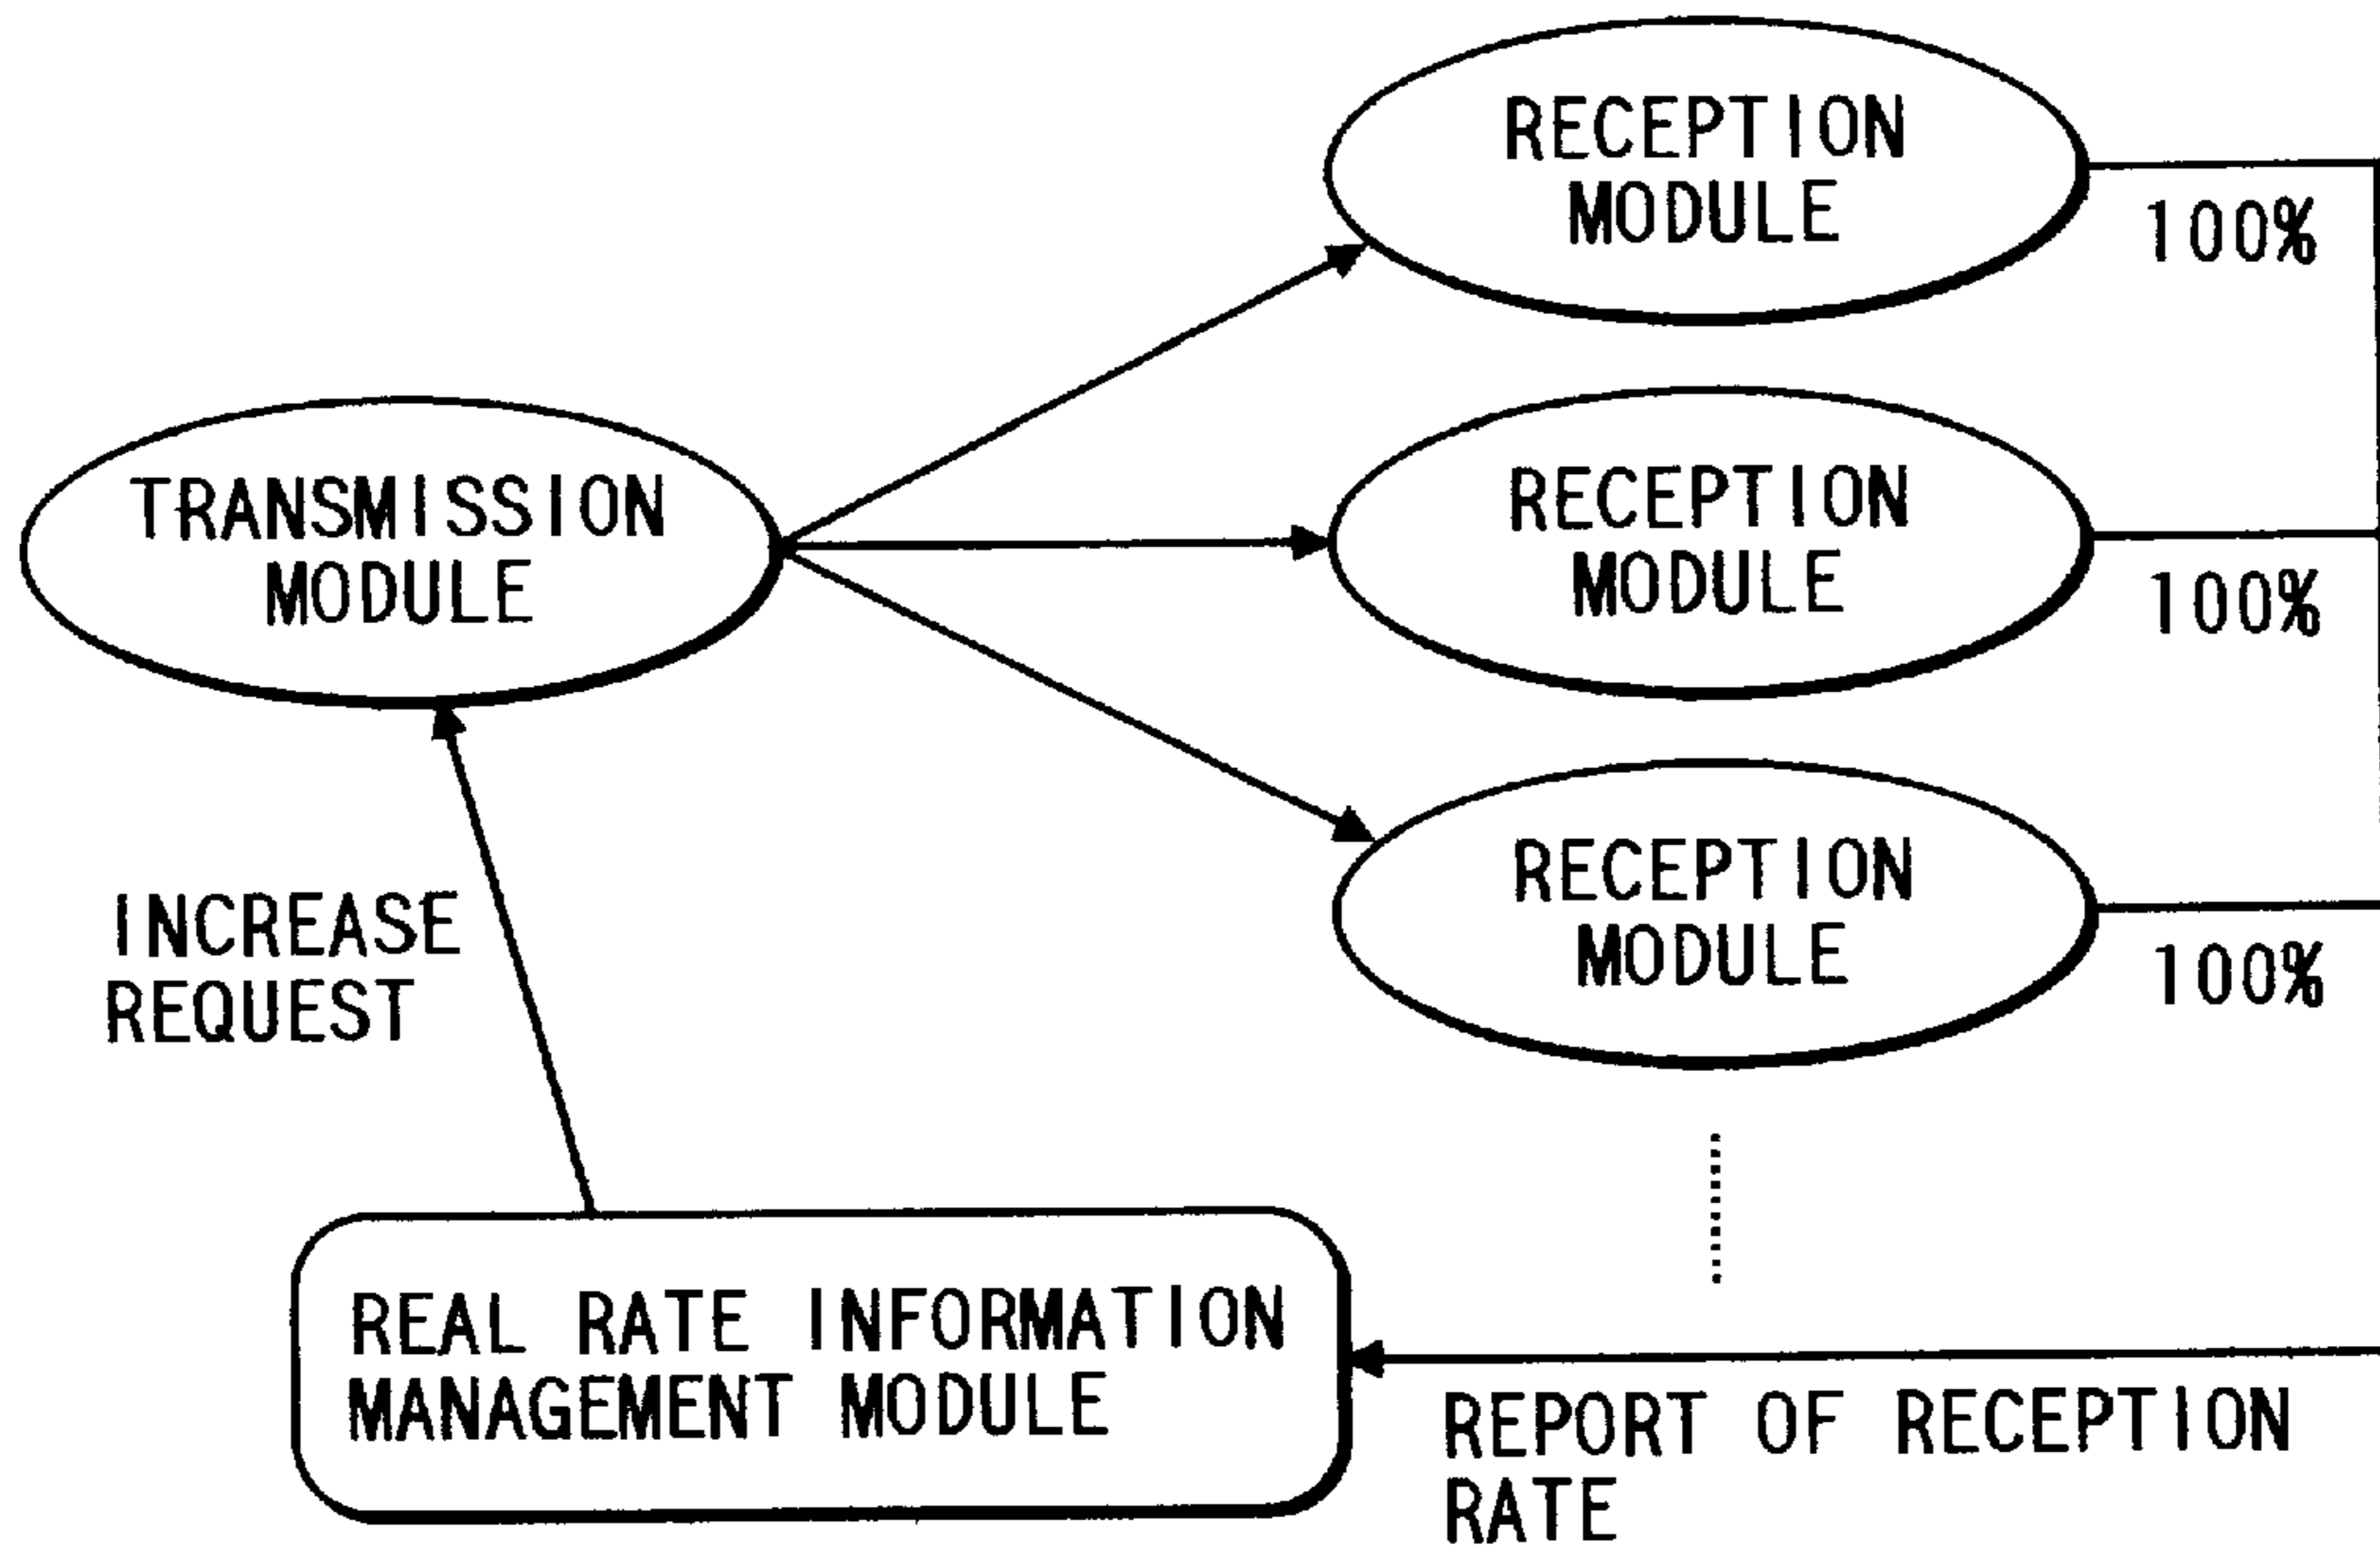 RECEPTION
MODULE
100%
TRANSMISSION
MODULE
RECEPTION
MODULE
100%
RECEPTION
MODULE
100%
INCREASE
REQUEST
REAL RATE INFORMATION
MANAGEMENT MODULE
REPORT OF RECEPTION
RATE